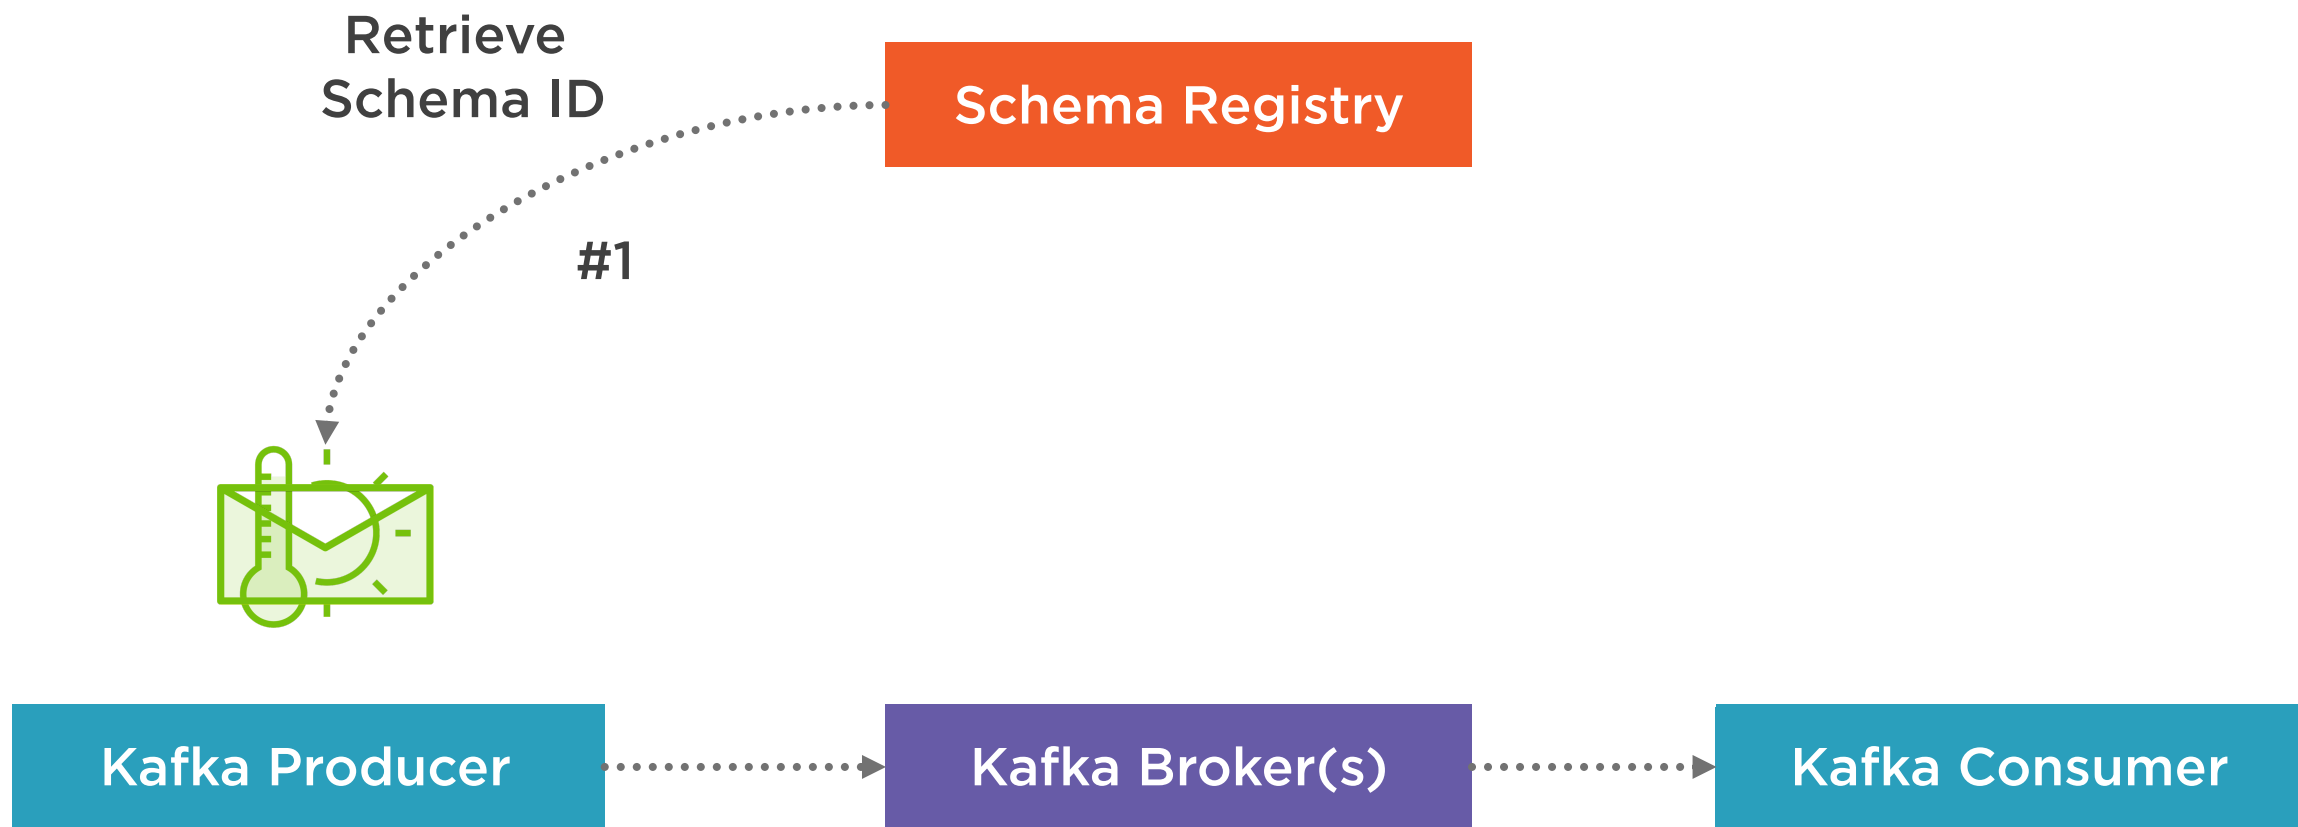 Retrieve
Schema ID
Schema Registry
#1
Kafka Producer
Kafka Broker(s)
Kafka Consumer